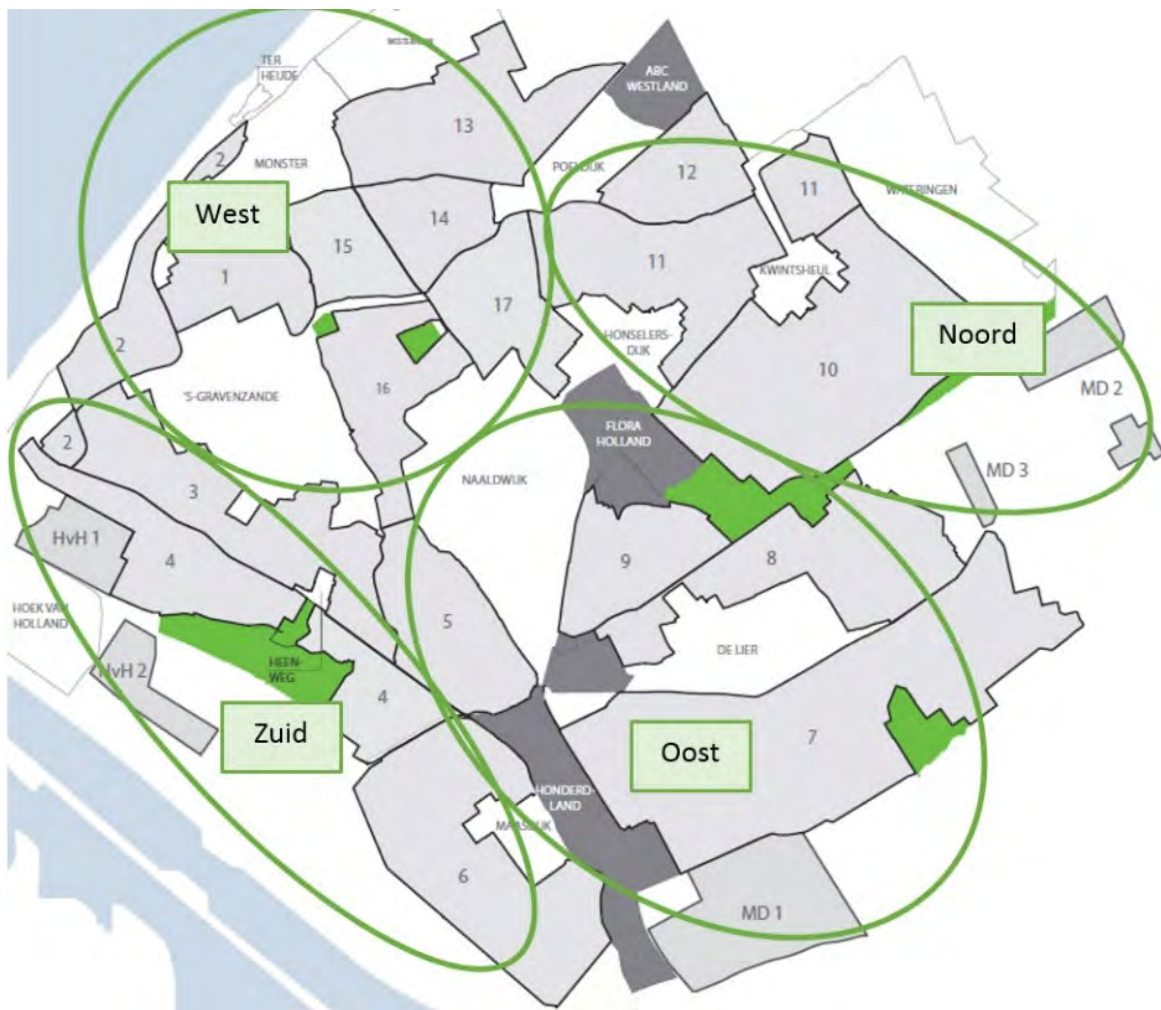 TER
HEIJDE
13
ABC
WESTLAND
2
MONSTER
POELDIJK
12
11
WATERINGEN
West
14
15
1
11
KWINTSHEUL
17
2
HONSELERS-
DIJK
Noord
10
16
'S-GRAVENZANDE
MD 2
FLORA
HOLLAND
2
NAALDWIJK
MD 3
3
HvH 1
4
9
8
HOEK VAN
HOLLAND
5
DE LIER
HEEN-
WEG
HvH 2
4
Zuid
Oost
7
HONDERD-
LAND
MAASDIJK
6
MD 1